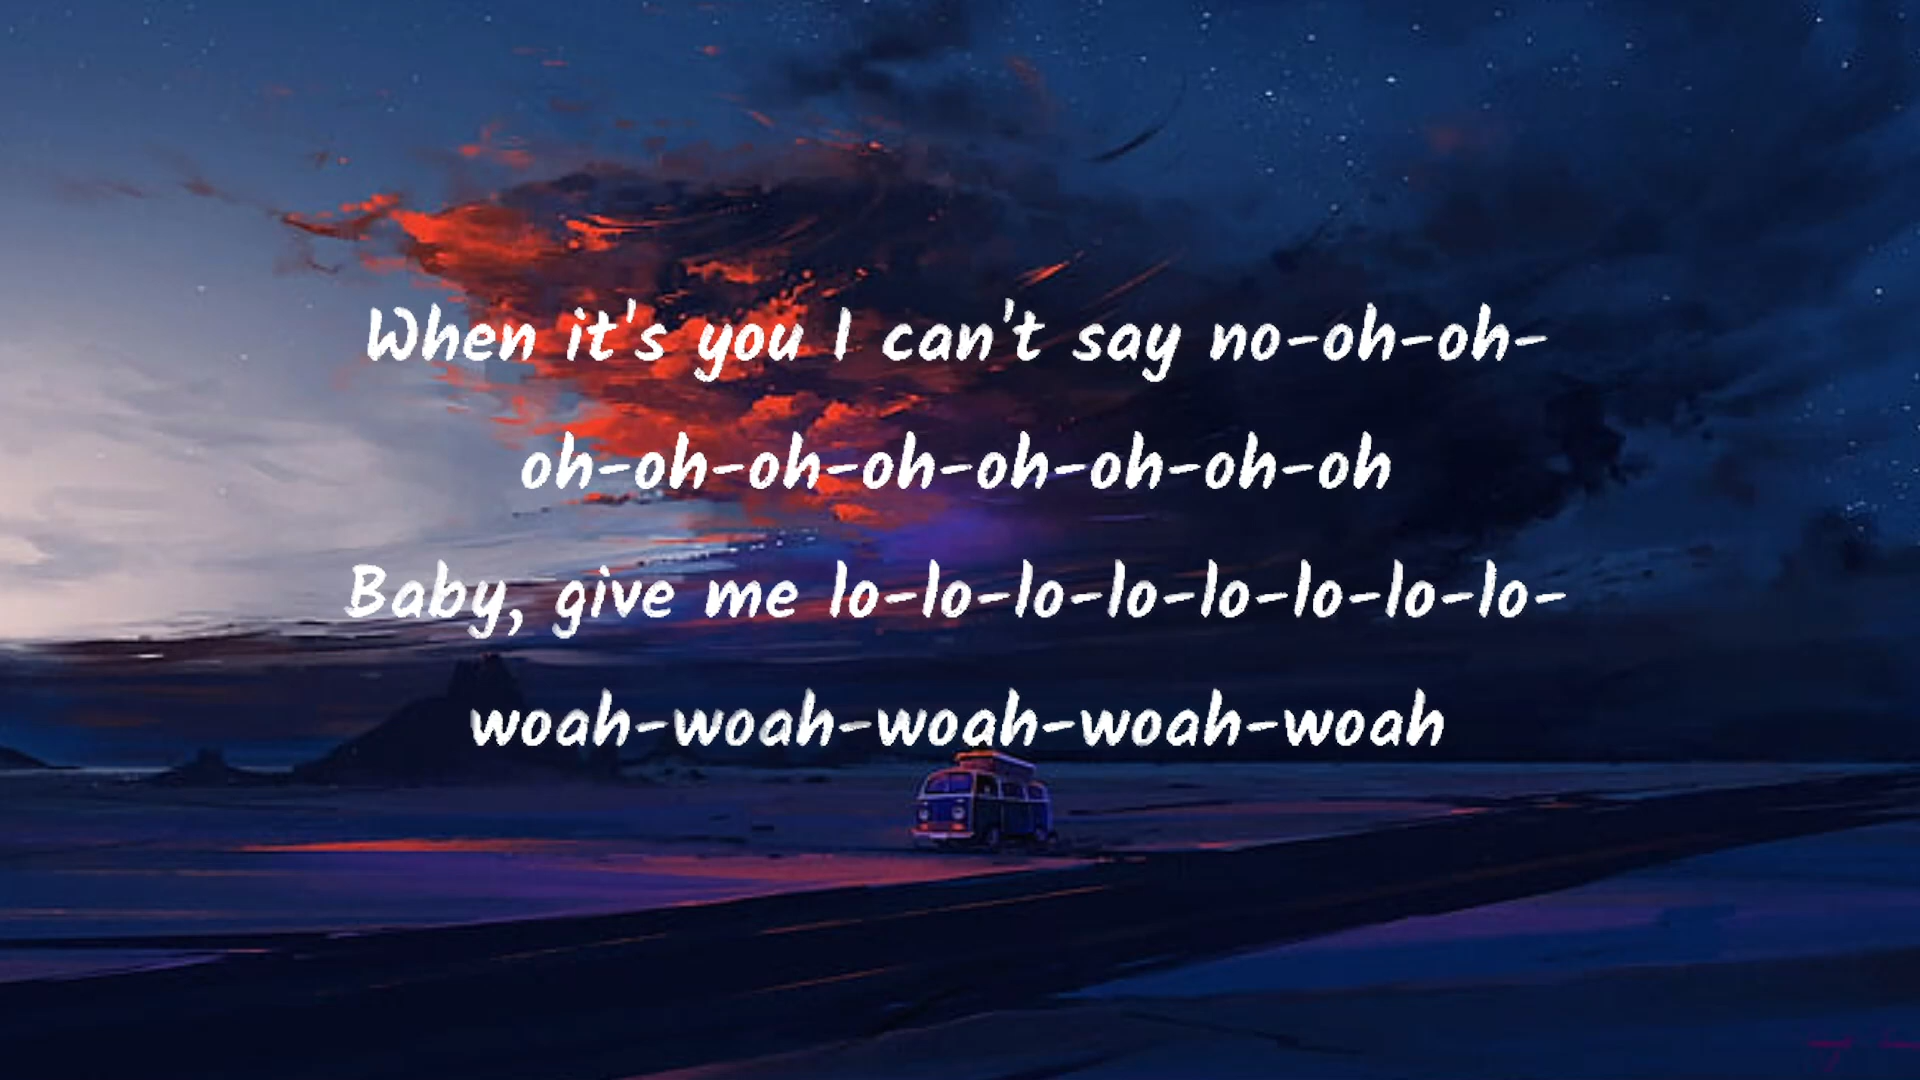 When it's you I can't say no-oh-oh-
oh-oh-oh-oh-oh-oh-oh-oh
Baby, give me lo-lo-lo-lo-lo-lo-lo-lo-
woah-woah-woah-woah-woah